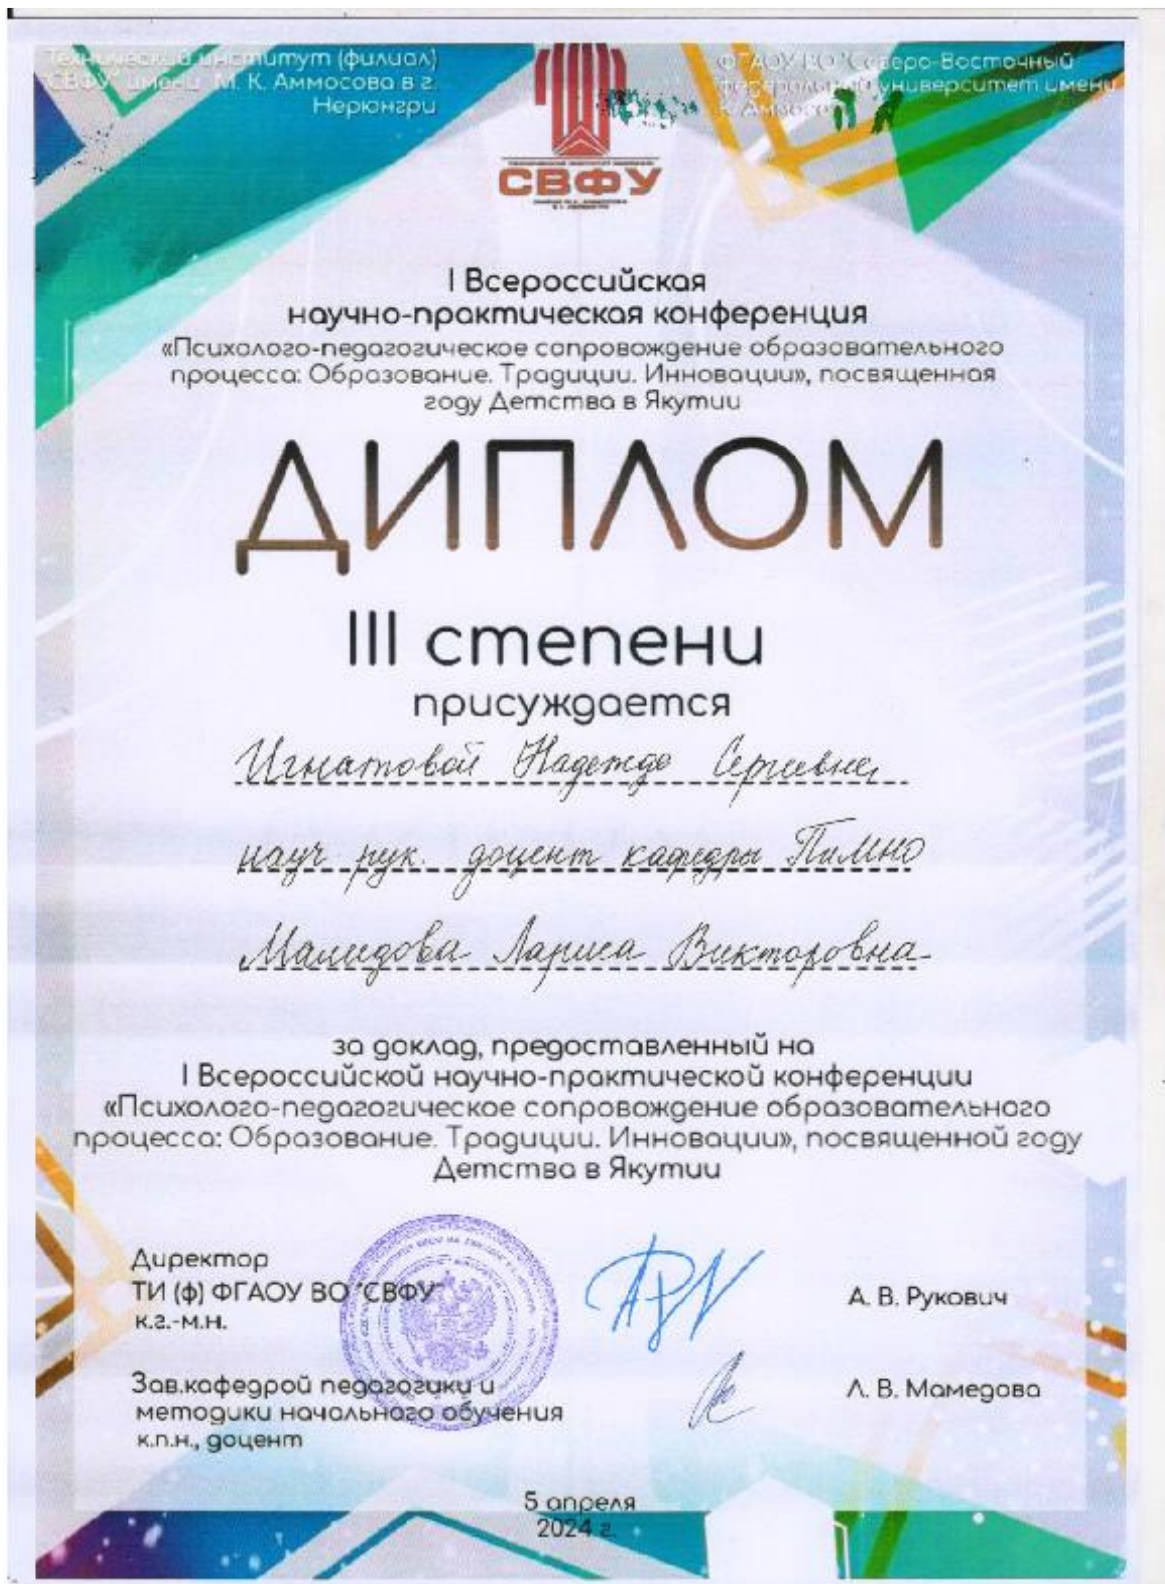 Технический институт (филиал)
СВФУ" имени М. К. Аммосова в г.
Нерюнгри
ФГАОУ ВО "Северо-Восточный
федеральный университет имени
К. Аммосова
СВФУ
I Всероссийская
научно-практическая конференция
«Психолого-педагогическое сопровождение образовательного
процесса: Образование. Традиции. Инновации», посвященная
году Детства в Якутии
ДИПЛОМ
III степени
присуждается
Игнатовой Надежде Сергеевне,
науч рук. доцент кафедры ПиМНО
Мамедова Лариса Викторовна
за доклад, предоставленный на
I Всероссийской научно-практической конференции
«Психолого-педагогическое сопровождение образовательного
процесса: Образование. Традиции. Инновации», посвященной году
Детства в Якутии
Директор
ТИ (ф) ФГАОУ ВО "СВФУ"
к.г.-м.н.
А. В. Рукович
Зав.кафедрой педагогики и
методики начального обучения
к.п.н., доцент
Л. В. Мамедова
5 апреля
2024 г.